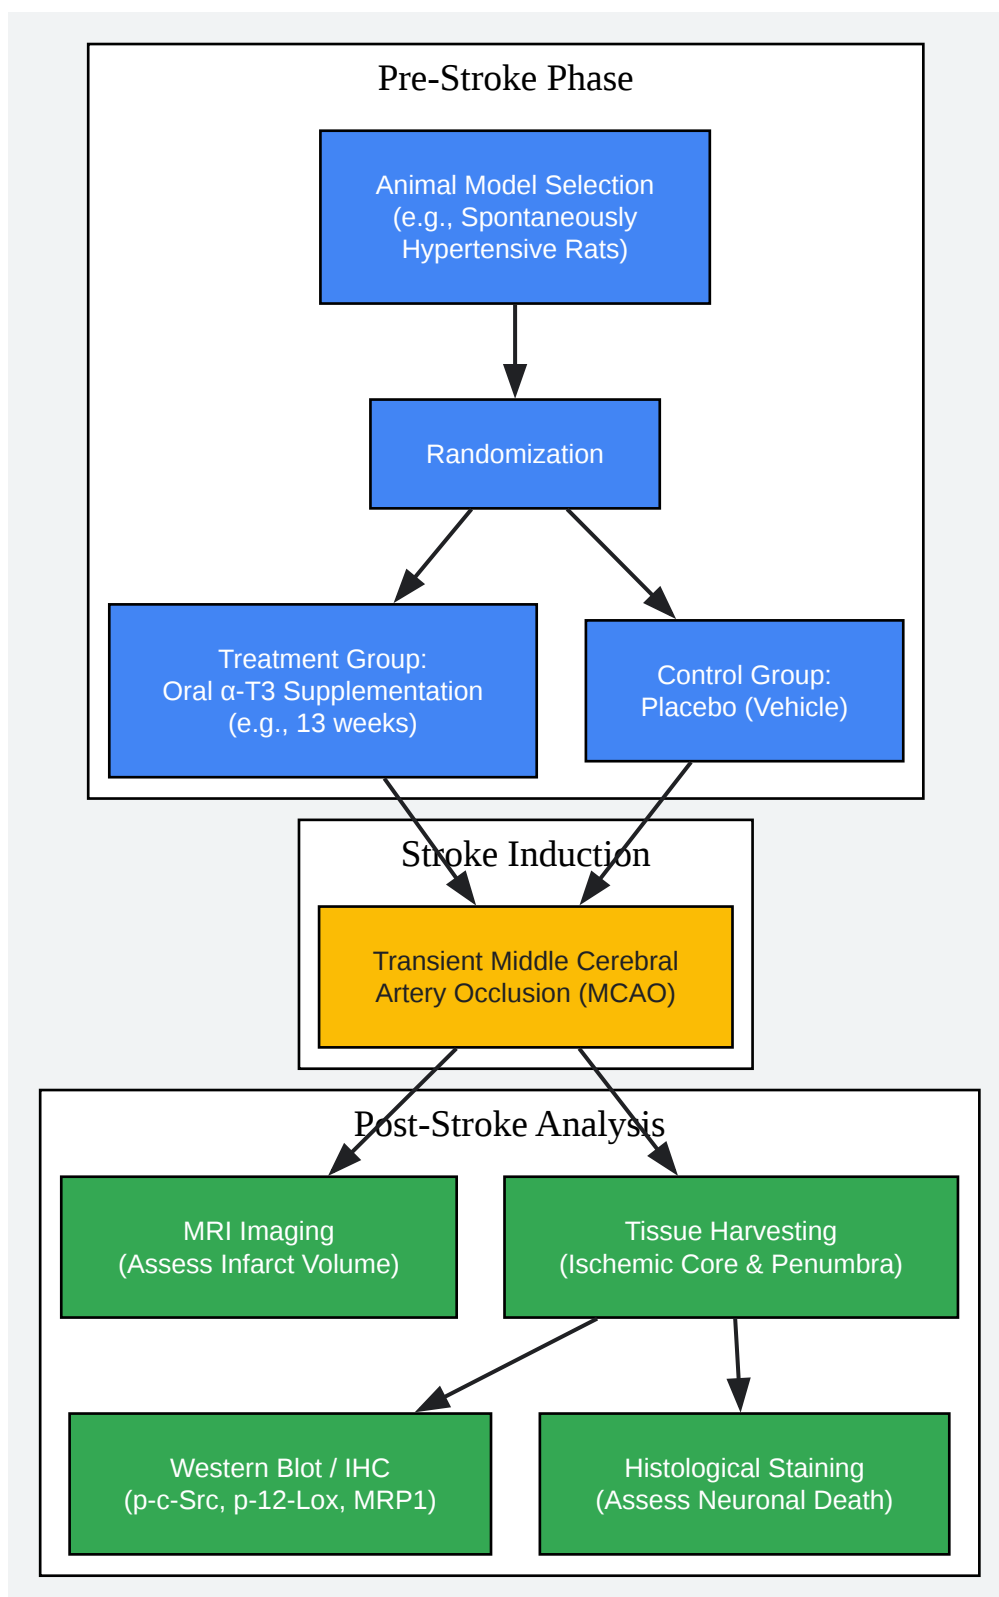 Pre-Stroke Phase
Animal Model Selection
(e.g., Spontaneously
Hypertensive Rats)
Randomization
Treatment Group:
Oral α-T3 Supplementation
(e.g., 13 weeks)
Control Group:
Placebo (Vehicle)
Stroke Induction
Transient Middle Cerebral
Artery Occlusion (MCAO)
Post-Stroke Analysis
MRI Imaging
(Assess Infarct Volume)
Tissue Harvesting
(Ischemic Core & Penumbra)
Western Blot / IHC
(p-c-Src, p-12-Lox, MRP1)
Histological Staining
(Assess Neuronal Death)